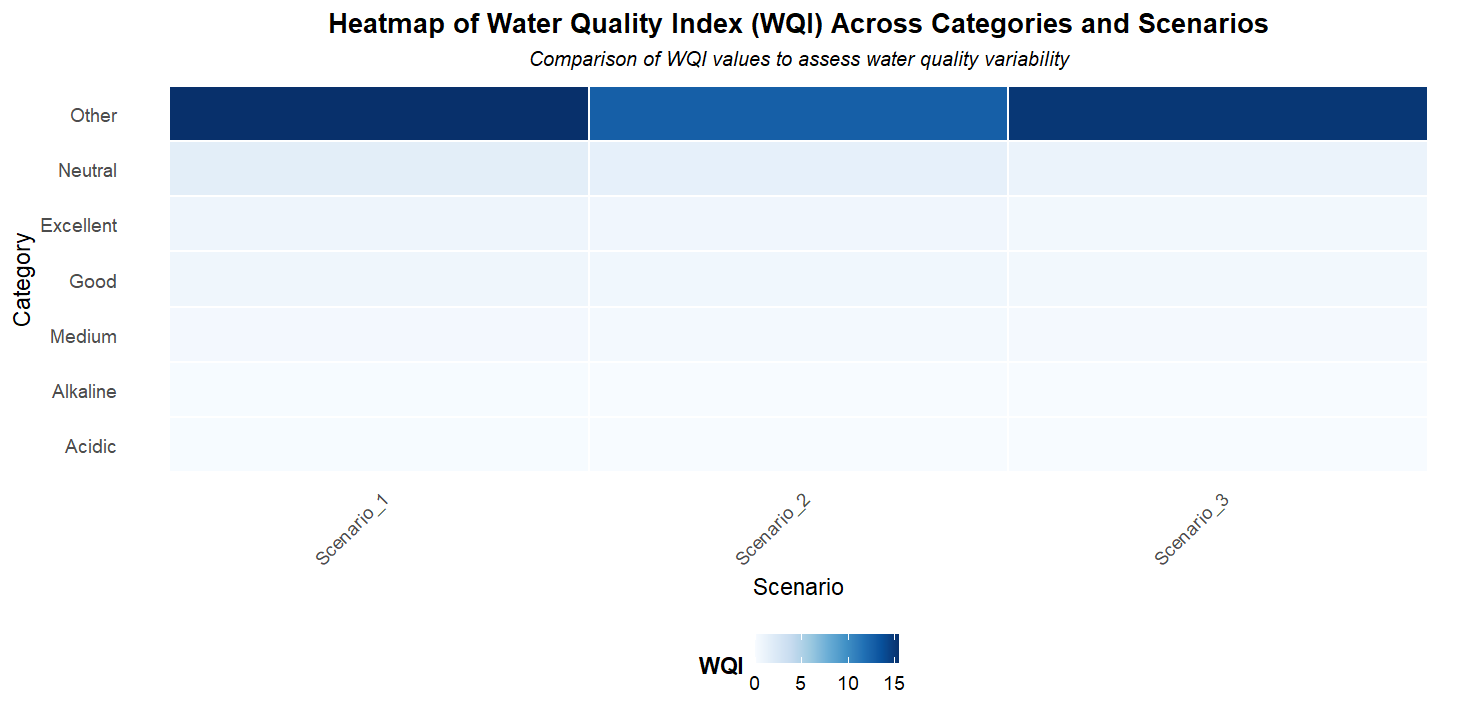 Heatmap of Water Quality Index (WQI) Across Categories and Scenarios
Comparison of WQI values to assess water quality variability
Category
Other
Neutral
Excellent
Good
Medium
Alkaline
Acidic
Scenario_1
Scenario_2
Scenario_3
Scenario
WQI
0 5 10 15